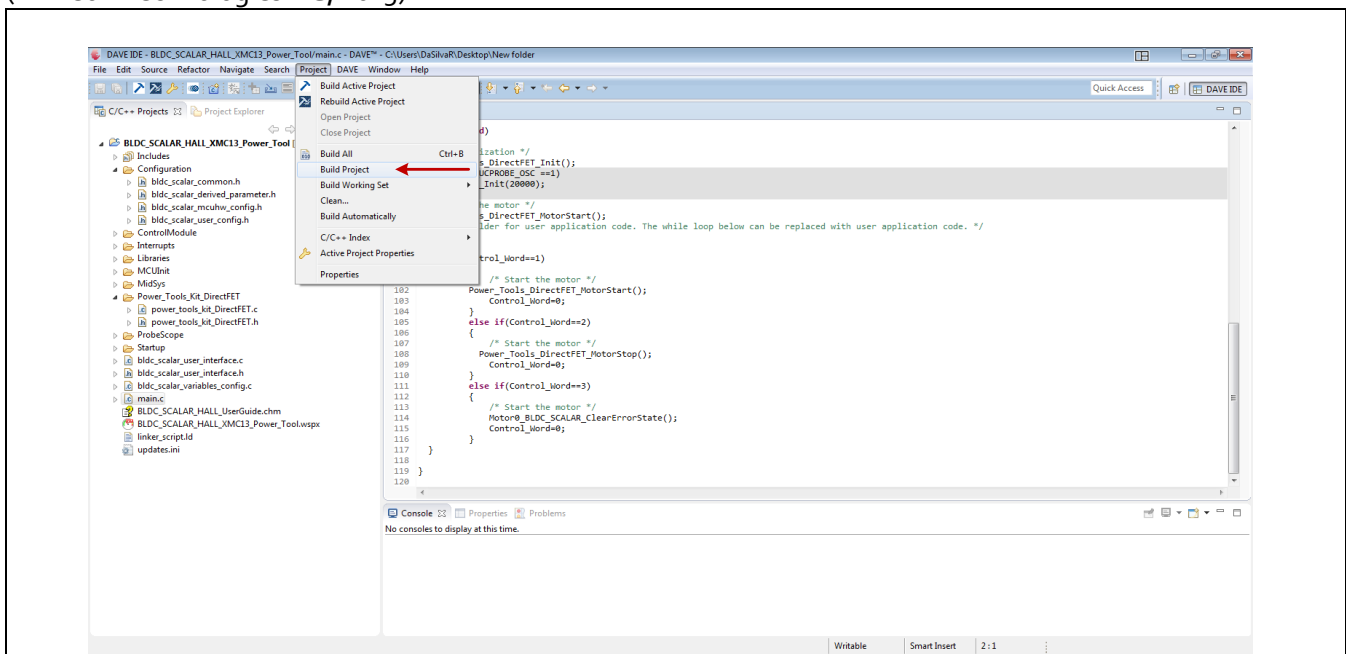 DAVE IDE - BLDC_SCALAR_HALL_XMC13_Power_Tool/main.c - DAVE™ - C:\Users\DaSilvaR\Desktop\New folder
File Edit Source Refactor Navigate Search Project DAVE Window Help
Quick Access
DAVE IDE
C/C++ Projects
Project Explorer
BLDC_SCALAR_HALL_XMC13_Power_Tool [
Includes
Configuration
bldc_scalar_common.h
bldc_scalar_derived_parameter.h
bldc_scalar_mcuhw_config.h
bldc_scalar_user_config.h
ControlModule
Interrupts
Libraries
MCUInit
MidSys
Power_Tools_Kit_DirectFET
power_tools_kit_DirectFET.c
power_tools_kit_DirectFET.h
ProbeScope
Startup
bldc_scalar_user_interface.c
bldc_scalar_user_interface.h
bldc_scalar_variables_config.c
main.c
BLDC_SCALAR_HALL_UserGuide.chm
BLDC_SCALAR_HALL_XMC13_Power_Tool.wspx
linker_script.ld
updates.ini
Build Active Project
Rebuild Active Project
Open Project
Close Project
Build All Ctrl+B
Build Project
Build Working Set
Clean...
Build Automatically
C/C++ Index
Active Project Properties
Properties
d)
ization */
s_DirectFET_Init();
UCPROBE_OSC ==1)
_Init(20000);
he motor */
s_DirectFET_MotorStart();
lder for user application code. The while loop below can be replaced with user application code. */
trol_Word==1)
/* Start the motor */
102 Power_Tools_DirectFET_MotorStart();
103 Control_Word=0;
104 }
105 else if(Control_Word==2)
106 {
107 /* Start the motor */
108 Power_Tools_DirectFET_MotorStop();
109 Control_Word=0;
110 }
111 else if(Control_Word==3)
112 {
113 /* Start the motor */
114 Motor0_BLDC_SCALAR_ClearErrorState();
115 Control_Word=0;
116 }
117 }
118
119 }
120
Console Properties Problems
No consoles to display at this time.
Writable Smart Insert 2 : 1